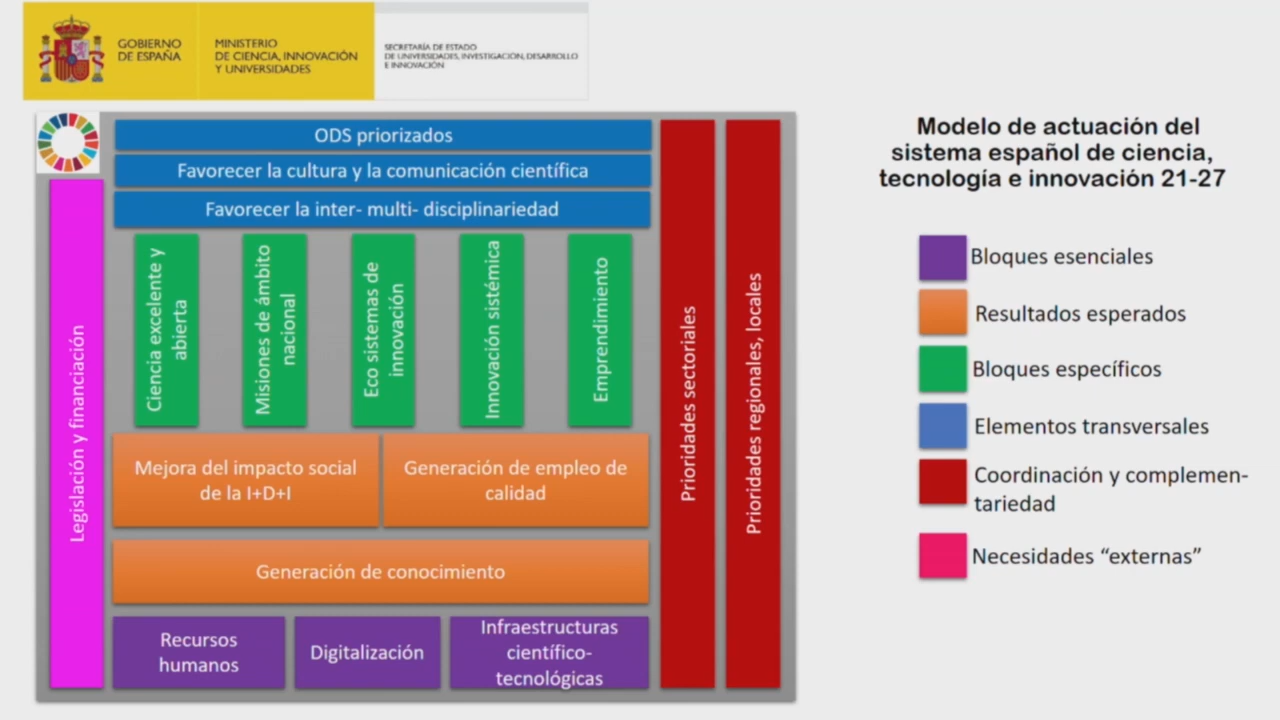 GOBIERNO
DE ESPAÑA
MINISTERIO
DE CIENCIA, INNOVACIÓN
Y UNIVERSIDADES
SECRETARÍA DE ESTADO
DE UNIVERSIDADES, INVESTIGACIÓN, DESARROLLO
E INNOVACIÓN
ODS priorizados
Favorecer la cultura y la comunicación científica
Favorecer la inter- multi- disciplinariedad
Legislación y financiación
Ciencia excelente y
abierta
Misiones de ámbito
nacional
Eco sistemas de
innovación
Innovación sistémica
Emprendimiento
Mejora del impacto social
de la I+D+I
Generación de empleo de
calidad
Generación de conocimiento
Recursos
humanos
Digitalización
Infraestructuras
científico-
tecnológicas
Prioridades sectoriales
Prioridades regionales, locales
Modelo de actuación del
sistema español de ciencia,
tecnología e innovación 21-27
Bloques esenciales
Resultados esperados
Bloques específicos
Elementos transversales
Coordinación y complemen-
tariedad
Necesidades “externas”